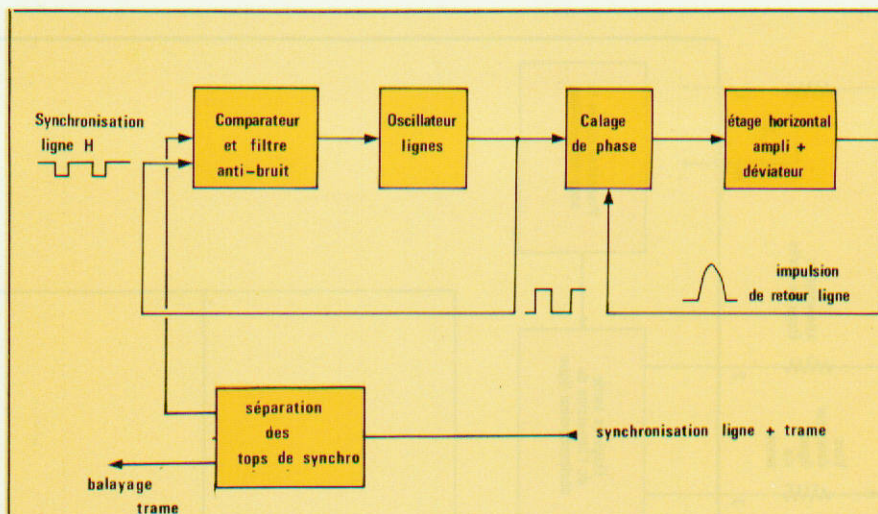 Synchronisation
ligne H
Comparateur
et filtre
anti-bruit
Oscillateur
lignes
Calage
de phase
étage horizontal
ampli +
déviateur
impulsion
de retour ligne
séparation
des
tops de synchro
synchronisation ligne + trame
balayage
trame